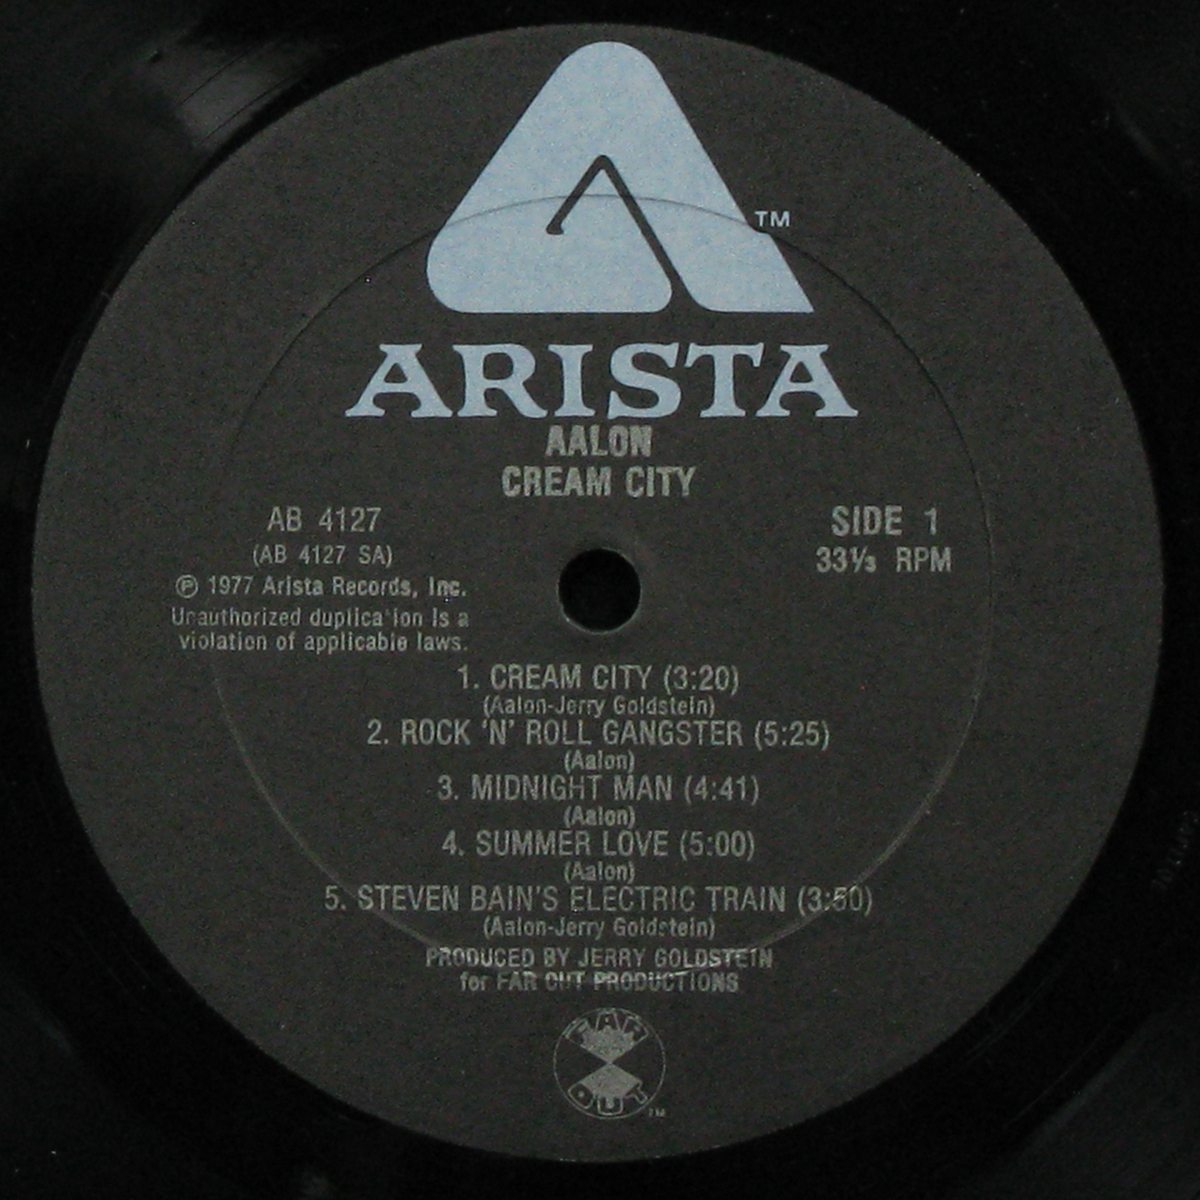 TM
ARISTA
AALON
CREAM CITY
AB 4127
(AB 4127 SA)
℗ 1977 Arista Records, Inc.
Unauthorized duplication is a
violation of applicable laws.
SIDE 1
33⅓ RPM
1. CREAM CITY (3:20)
(Aalon-Jerry Goldstein)
2. ROCK 'N' ROLL GANGSTER (5:25)
(Aalon)
3. MIDNIGHT MAN (4:41)
(Aalon)
4. SUMMER LOVE (5:00)
(Aalon)
5. STEVEN BAIN'S ELECTRIC TRAIN (3:50)
(Aalon-Jerry Goldstein)
PRODUCED BY JERRY GOLDSTEIN
for FAR OUT PRODUCTIONS
FAR
OUT
TM